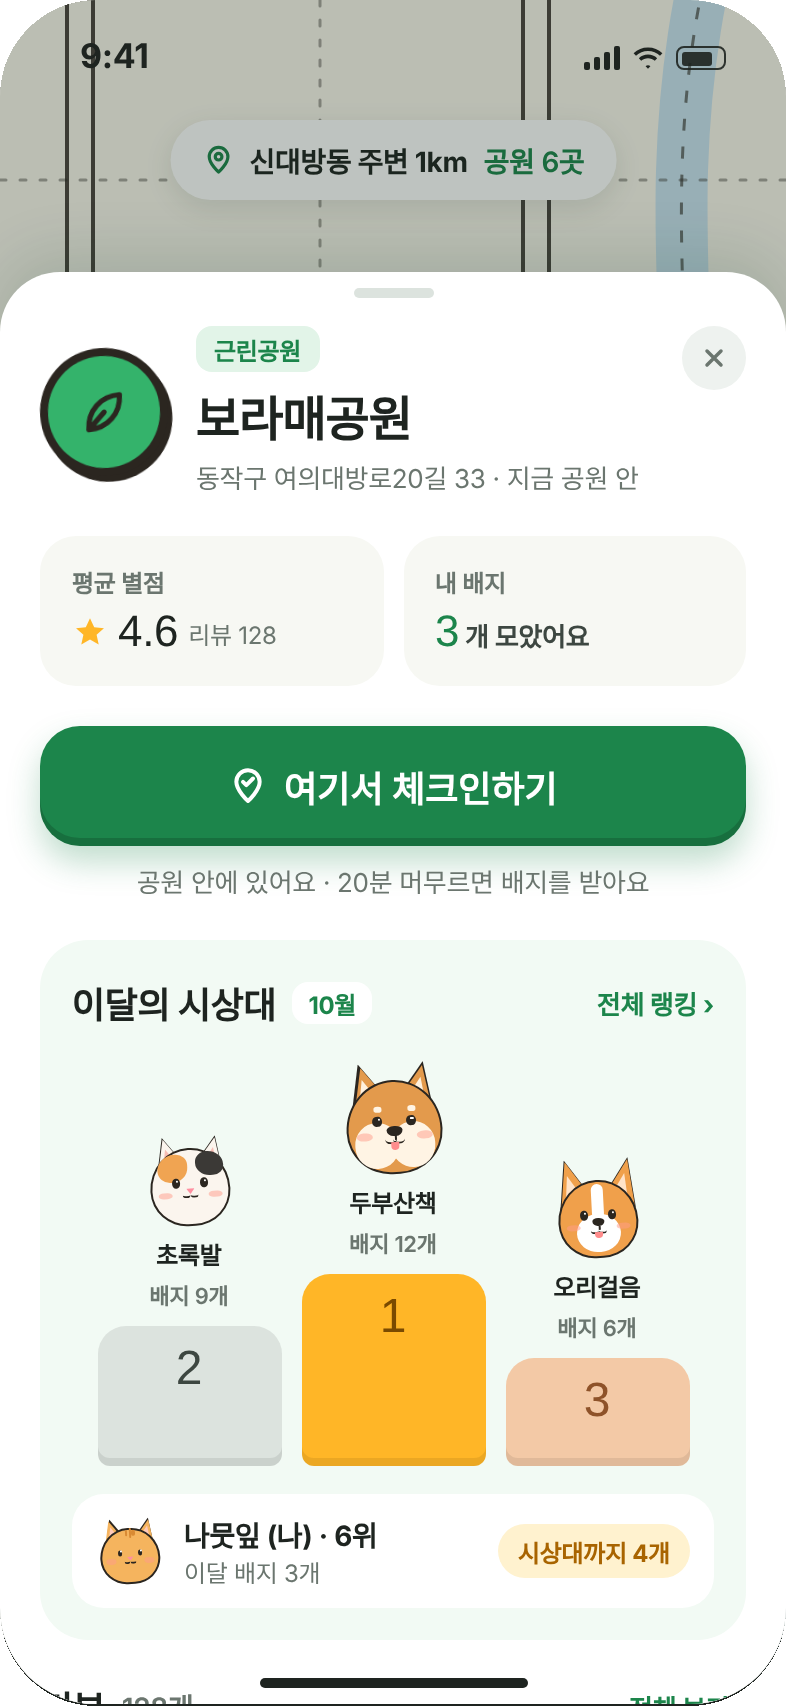 9:41
신대방동 주변 1km 공원 6곳
근린공원
보라매공원
동작구 여의대방로20길 33 · 지금 공원 안
평균 별점
4.6 리뷰 128
내 배지
3 개 모았어요
여기서 체크인하기
공원 안에 있어요 · 20분 머무르면 배지를 받아요
이달의 시상대 10월 전체 랭킹 ›
두부산책
배지 12개
1
초록발
배지 9개
2
오리걸음
배지 6개
3
나뭇잎 (나) · 6위
이달 배지 3개
시상대까지 4개